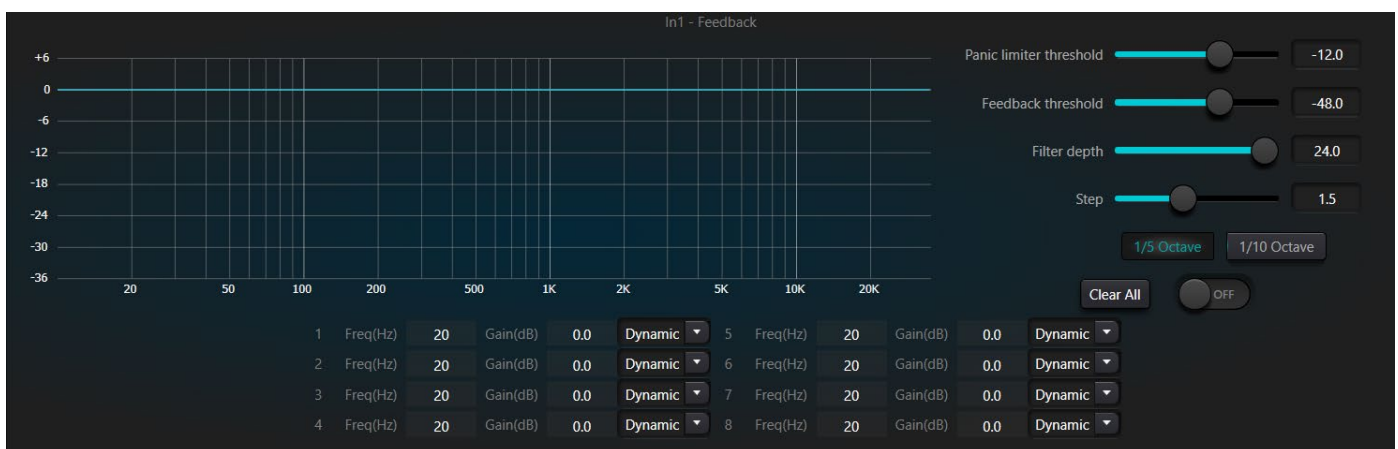 In1 - Feedback
+6
0
-6
-12
-18
-24
-30
-36
20 50 100 200 500 1K 2K 5K 10K 20K
Panic limiter threshold -12.0
Feedback threshold -48.0
Filter depth 24.0
Step 1.5
1/5 Octave 1/10 Octave
Clear All OFF
1 Freq(Hz) 20 Gain(dB) 0.0 Dynamic 5 Freq(Hz) 20 Gain(dB) 0.0 Dynamic
2 Freq(Hz) 20 Gain(dB) 0.0 Dynamic 6 Freq(Hz) 20 Gain(dB) 0.0 Dynamic
3 Freq(Hz) 20 Gain(dB) 0.0 Dynamic 7 Freq(Hz) 20 Gain(dB) 0.0 Dynamic
4 Freq(Hz) 20 Gain(dB) 0.0 Dynamic 8 Freq(Hz) 20 Gain(dB) 0.0 Dynamic